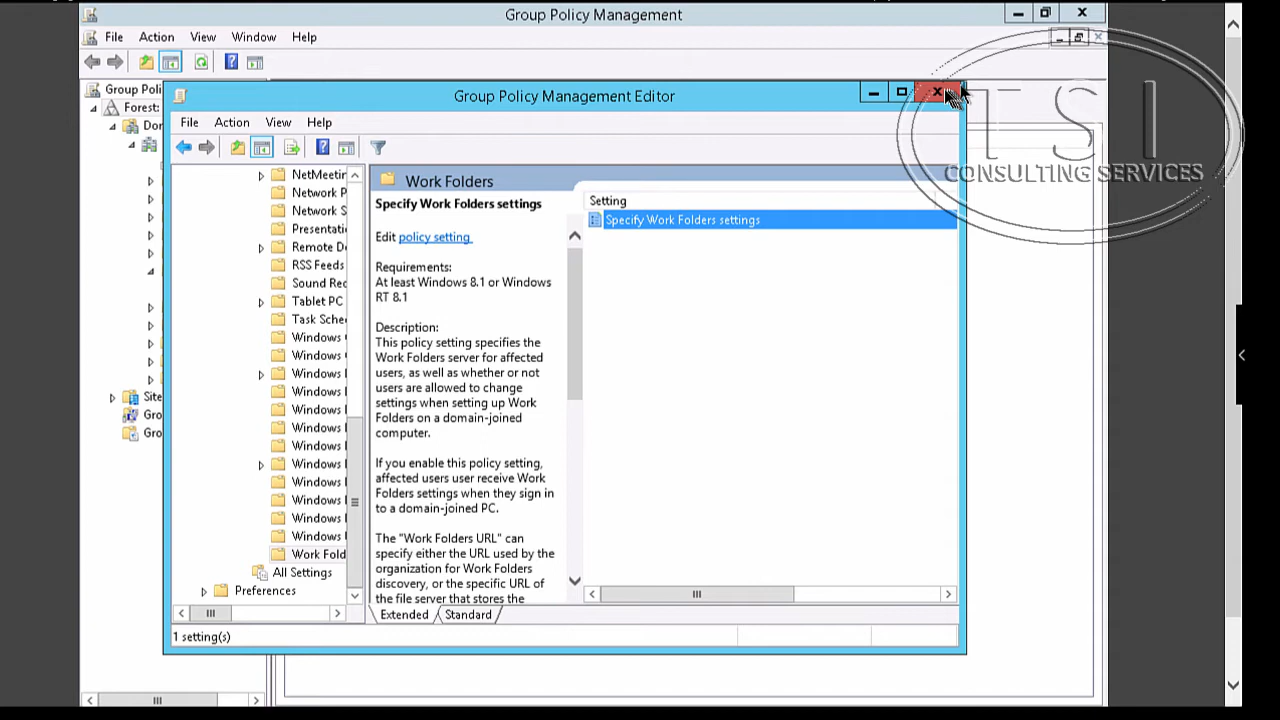 Group Policy Management
File Action View Window Help
Group Poli
Forest:
Dor
Site
Gro
Gro
Group Policy Management Editor
File Action View Help
NetMeetin
Network P
Network S
Presentatio
Remote De
RSS Feeds
Sound Rec
Tablet PC
Task Sche
Windows
Windows
Windows
Windows
Windows
Windows
Windows
Windows
Windows
Windows
Windows
Windows
Work Fold
All Settings
Preferences
Work Folders
Specify Work Folders settings
Edit policy setting
Requirements:
At least Windows 8.1 or Windows
RT 8.1
Description:
This policy setting specifies the
Work Folders server for affected
users, as well as whether or not
users are allowed to change
settings when setting up Work
Folders on a domain-joined
computer.
If you enable this policy setting,
affected users user receive Work
Folders settings when they sign in
to a domain-joined PC.
The "Work Folders URL" can
specify either the URL used by the
organization for Work Folders
discovery, or the specific URL of
the file server that stores the
Setting
Specify Work Folders settings
Extended Standard
1 setting(s)
TSI
CONSULTING SERVICES